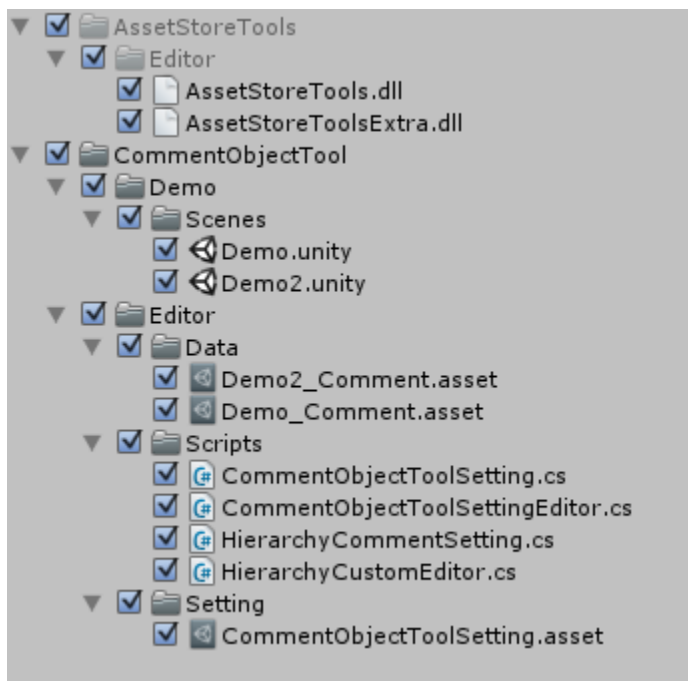 AssetStoreTools
Editor
AssetStoreTools.dll
AssetStoreToolsExtra.dll
CommentObjectTool
Demo
Scenes
Demo.unity
Demo2.unity
Editor
Data
Demo2_Comment.asset
Demo_Comment.asset
Scripts
CommentObjectToolSetting.cs
CommentObjectToolSettingEditor.cs
HierarchyCommentSetting.cs
HierarchyCustomEditor.cs
Setting
CommentObjectToolSetting.asset